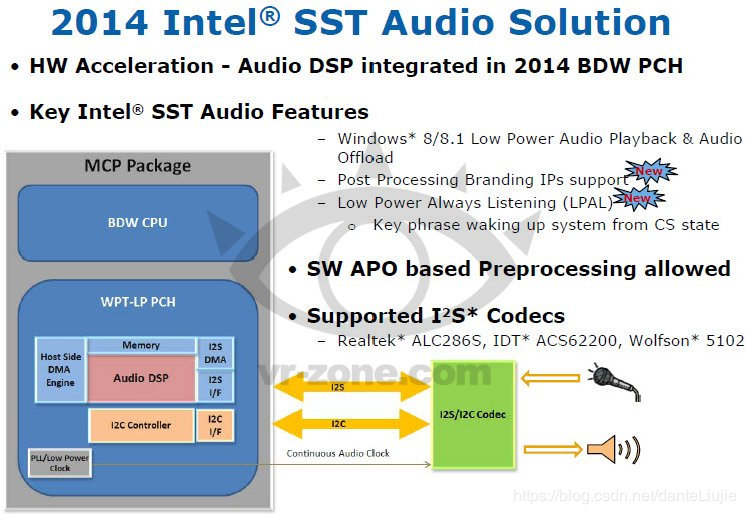 2014 Intel® SST Audio Solution
• HW Acceleration - Audio DSP integrated in 2014 BDW PCH
• Key Intel® SST Audio Features
– Windows* 8/8.1 Low Power Audio Playback & Audio
Offload
– Post Processing Branding IPs support
New
– Low Power Always Listening (LPAL)
New
o Key phrase waking up system from CS state
• SW APO based Preprocessing allowed
• Supported I²S* Codecs
– Realtek* ALC286S, IDT* ACS62200, Wolfson* 5102
MCP Package
BDW CPU
WPT-LP PCH
Host Side
DMA
Engine
Memory
Audio DSP
I2S
DMA
I2S
I/F
I2C Controller
I2C
I/F
PLL/Low Power
Clock
I2S
I2C
Continuous Audio Clock
I2S/I2C Codec
vr-zone.com
https://blog.csdn.net/danteLiujie